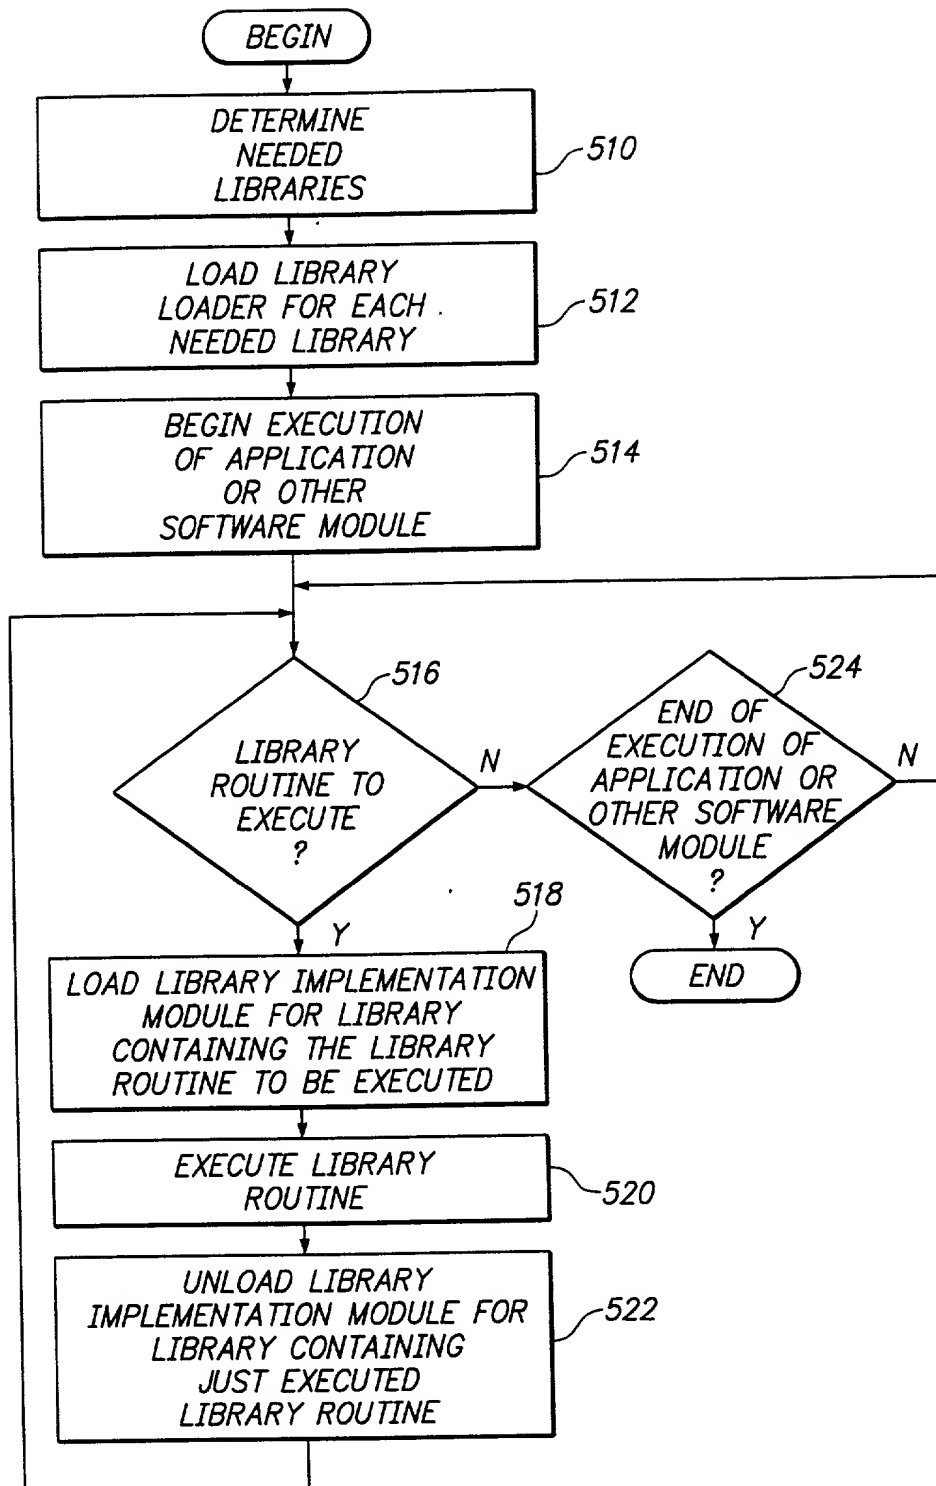 BEGIN
DETERMINE
NEEDED
LIBRARIES
510
LOAD LIBRARY
LOADER FOR EACH
NEEDED LIBRARY
512
BEGIN EXECUTION
OF APPLICATION
OR OTHER
SOFTWARE MODULE
514
516
LIBRARY
ROUTINE TO
EXECUTE
?
N
Y
524
END OF
EXECUTION OF
APPLICATION OR
OTHER SOFTWARE
MODULE
?
N
Y
END
518
LOAD LIBRARY IMPLEMENTATION
MODULE FOR LIBRARY
CONTAINING THE LIBRARY
ROUTINE TO BE EXECUTED
EXECUTE LIBRARY
ROUTINE
520
UNLOAD LIBRARY
IMPLEMENTATION MODULE FOR
LIBRARY CONTAINING
JUST EXECUTED
LIBRARY ROUTINE
522